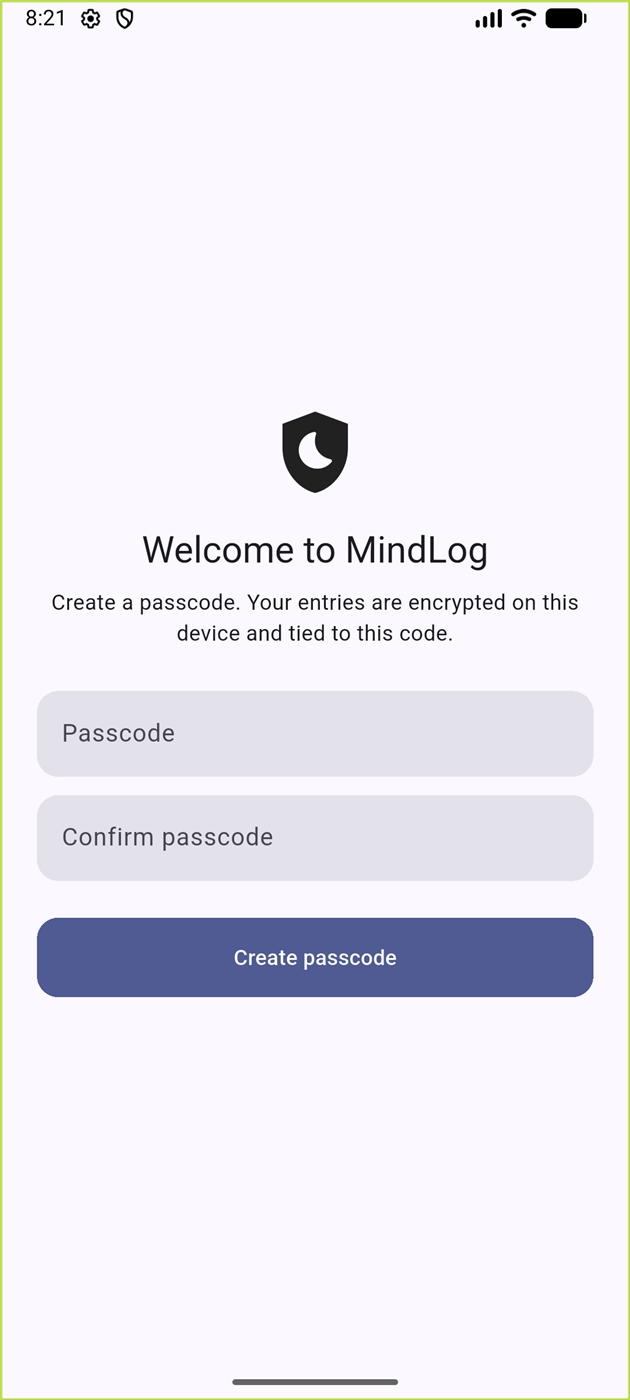 8:21
Welcome to MindLog
Create a passcode. Your entries are encrypted on this
device and tied to this code.
Passcode
Confirm passcode
Create passcode